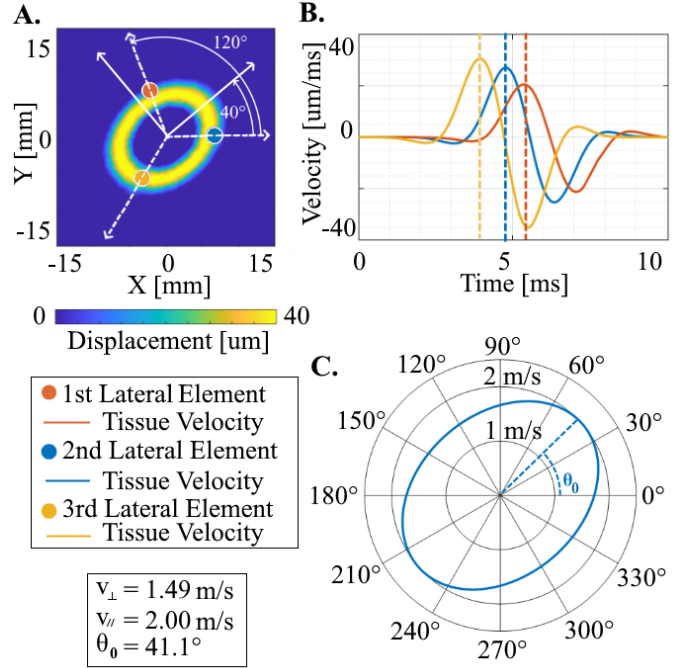 A.
15
0
-15
Y [mm]
120°
40°
-15
0
15
X [mm]
0
40
Displacement [um]
B.
40
0
-40
Velocity [um/ms]
0
5
10
Time [ms]
1st Lateral Element
Tissue Velocity
2nd Lateral Element
Tissue Velocity
3rd Lateral Element
Tissue Velocity
v⊥ = 1.49 m/s
v// = 2.00 m/s
θ0 = 41.1°
C.
90°
120°
60°
2 m/s
150°
1 m/s
30°
θ0
180°
0°
210°
330°
240°
300°
270°